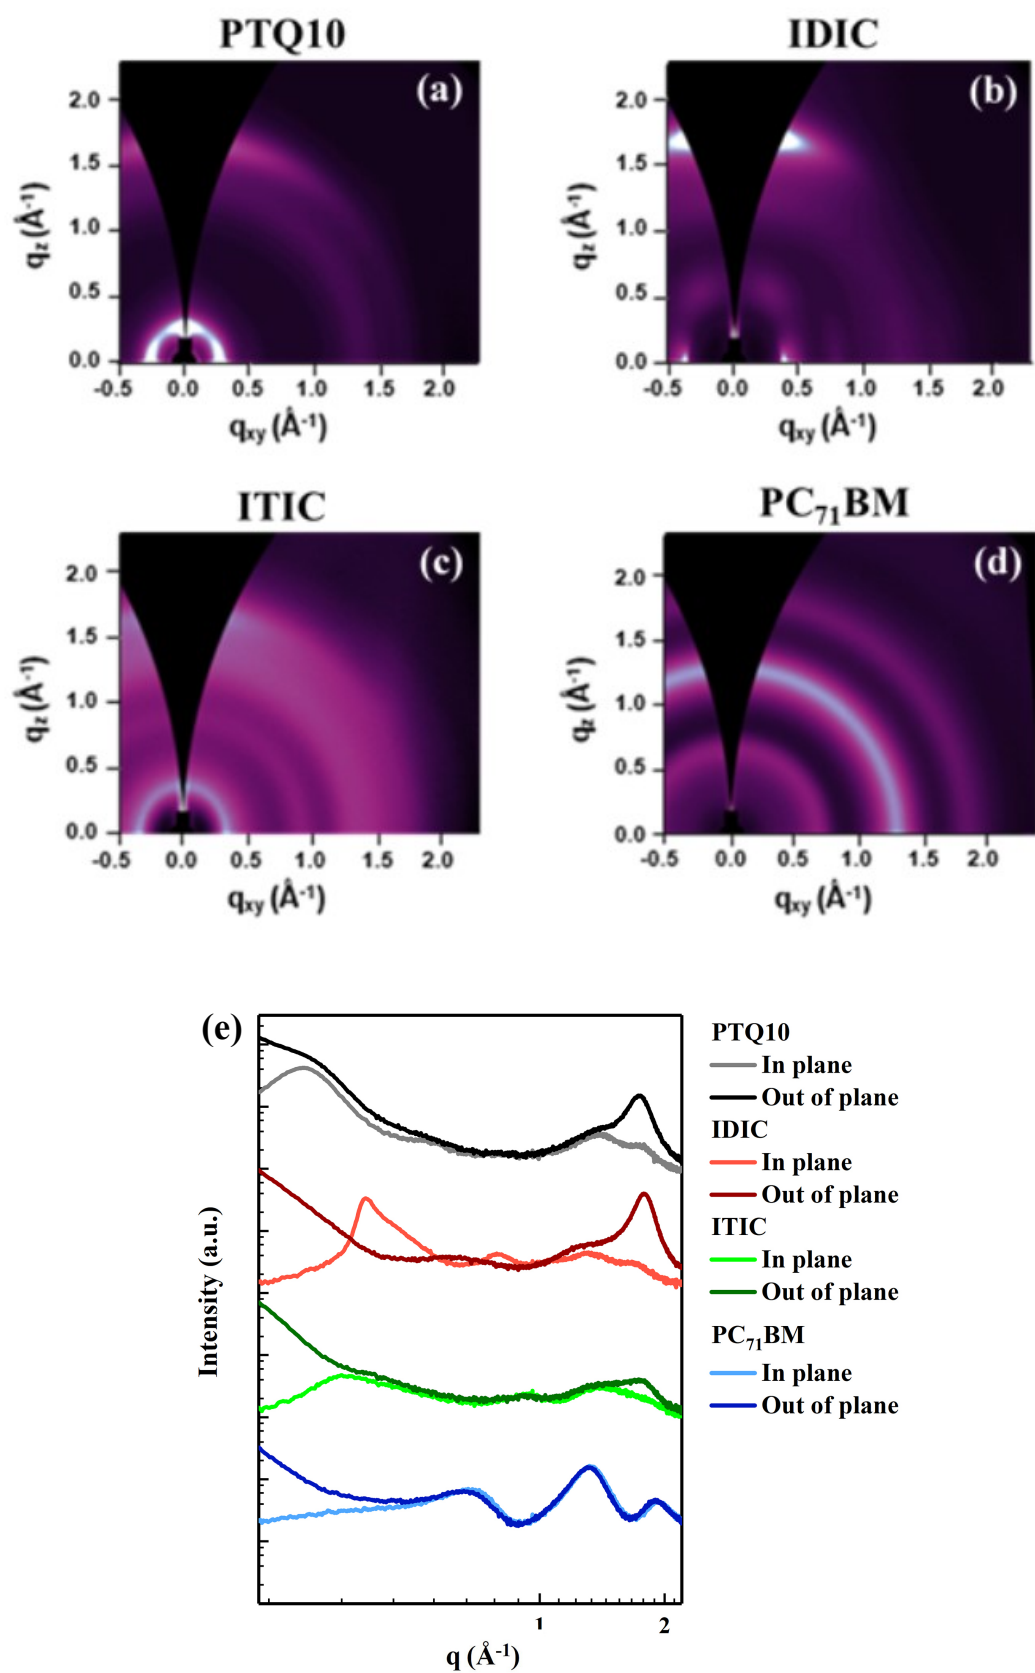 PTQ10
IDIC
(a)
(b)
2.0
1.5
1.0
0.5
0.0
qz (Å-1)
-0.5 0.0 0.5 1.0 1.5 2.0
qxy (Å-1)
2.0
1.5
1.0
0.5
0.0
qz (Å-1)
-0.5 0.0 0.5 1.0 1.5 2.0
qxy (Å-1)
ITIC
PC71BM
(c)
(d)
2.0
1.5
1.0
0.5
0.0
qz (Å-1)
-0.5 0.0 0.5 1.0 1.5 2.0
qxy (Å-1)
2.0
1.5
1.0
0.5
0.0
qz (Å-1)
-0.5 0.0 0.5 1.0 1.5 2.0
qxy (Å-1)
(e)
Intensity (a.u.)
1 2
q (Å-1)
PTQ10
In plane
Out of plane
IDIC
In plane
Out of plane
ITIC
In plane
Out of plane
PC71BM
In plane
Out of plane